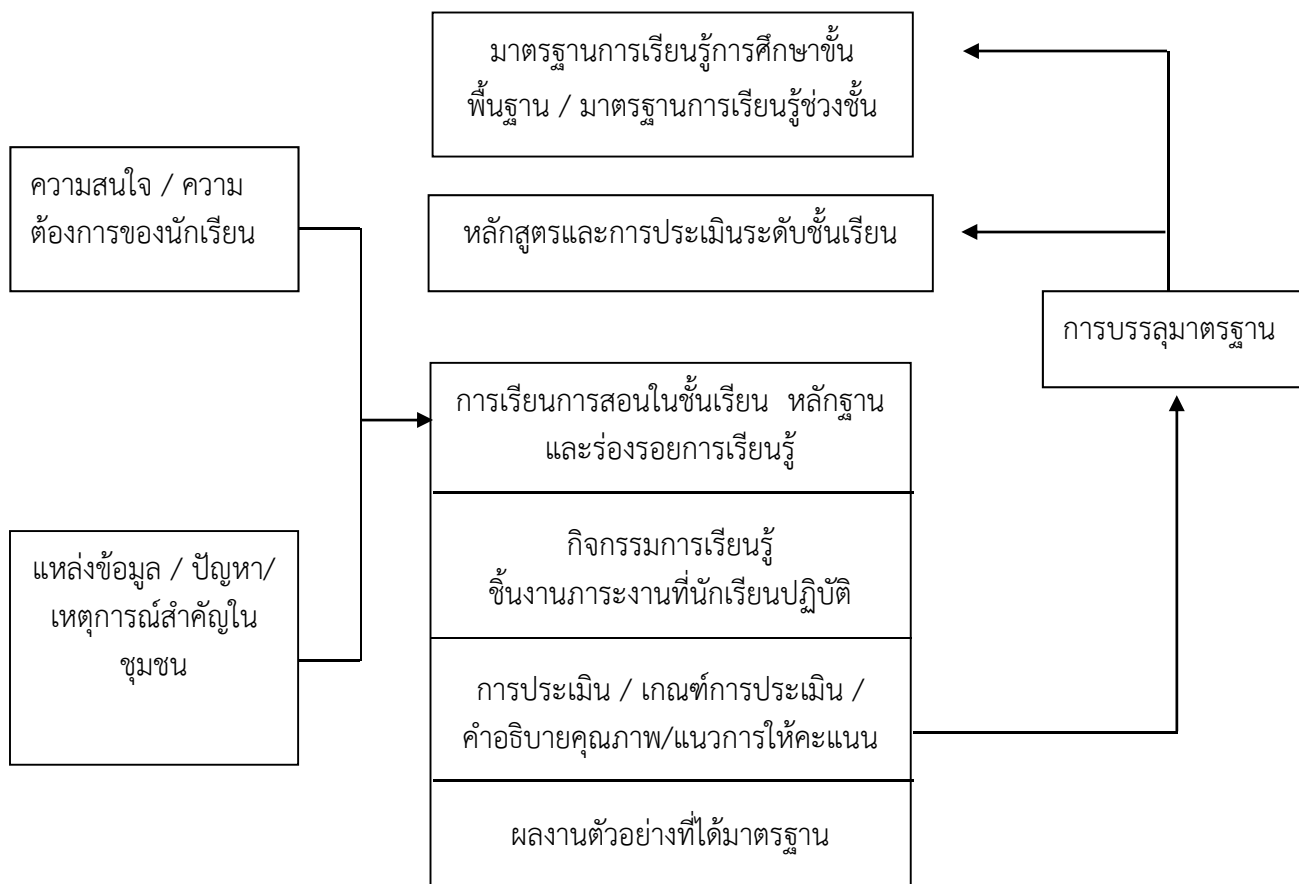 มาตรฐานการเรียนรู้การศึกษาขั้น
พื้นฐาน / มาตรฐานการเรียนรู้ช่วงชั้น
ความสนใจ / ความ
ต้องการของนักเรียน
หลักสูตรและการประเมินระดับชั้นเรียน
การบรรลุมาตรฐาน
การเรียนการสอนในชั้นเรียน หลักฐาน
และร่องรอยการเรียนรู้
กิจกรรมการเรียนรู้
ชิ้นงานภาระงานที่นักเรียนปฏิบัติ
แหล่งข้อมูล / ปัญหา/
เหตุการณ์สำคัญใน
ชุมชน
การประเมิน / เกณฑ์การประเมิน /
คำอธิบายคุณภาพ/แนวการให้คะแนน
ผลงานตัวอย่างที่ได้มาตรฐาน